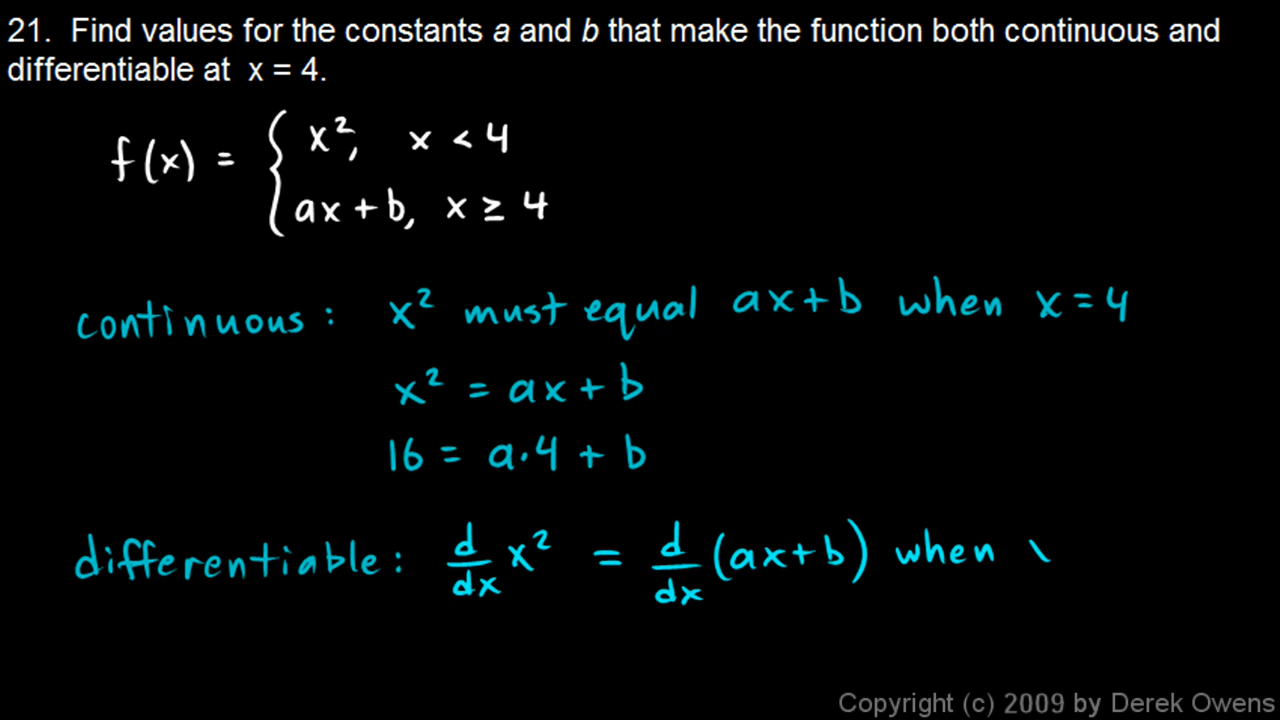 21. Find values for the constants a and b that make the function both continuous and
differentiable at x = 4.
f(x) = { x², x < 4
ax + b, x ≥ 4
continuous: x² must equal ax + b when x = 4
x² = ax + b
16 = a·4 + b
differentiable: d/dx x² = d/dx (ax + b) when \
Copyright (c) 2009 by Derek Owens